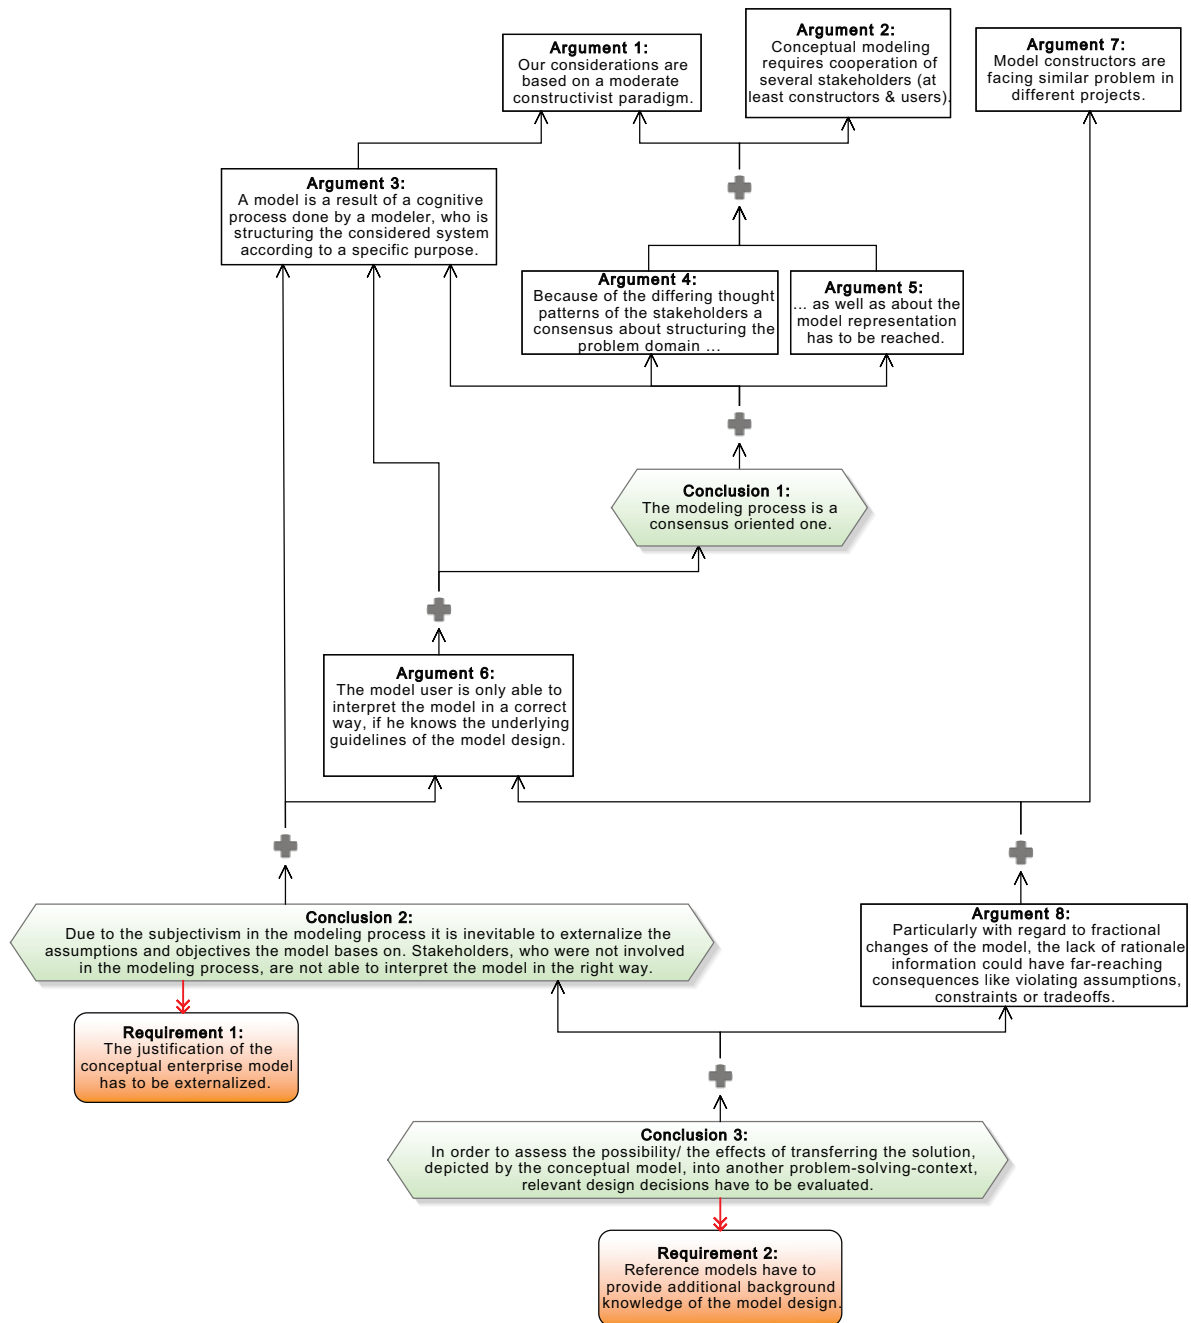 Argument 1:
Our considerations are
based on a moderate
constructivist paradigm.
Argument 2:
Conceptual modeling
requires cooperation of
several stakeholders (at
least constructors & users).
Argument 7:
Model constructors are
facing similar problem in
different projects.
Argument 3:
A model is a result of a cognitive
process done by a modeler, who is
structuring the considered system
according to a specific purpose.
Argument 4:
Because of the differing thought
patterns of the stakeholders a
consensus about structuring the
problem domain ...
Argument 5:
... as well as about the
model representation
has to be reached.
Conclusion 1:
The modeling process is a
consensus oriented one.
Argument 6:
The model user is only able to
interpret the model in a correct
way, if he knows the underlying
guidelines of the model design.
Conclusion 2:
Due to the subjectivism in the modeling process it is inevitable to externalize the
assumptions and objectives the model bases on. Stakeholders, who were not involved
in the modeling process, are not able to interpret the model in the right way.
Argument 8:
Particularly with regard to fractional
changes of the model, the lack of rationale
information could have far-reaching
consequences like violating assumptions,
constraints or tradeoffs.
Requirement 1:
The justification of the
conceptual enterprise model
has to be externalized.
Conclusion 3:
In order to assess the possibility/ the effects of transferring the solution,
depicted by the conceptual model, into another problem-solving-context,
relevant design decisions have to be evaluated.
Requirement 2:
Reference models have to
provide additional background
knowledge of the model design.